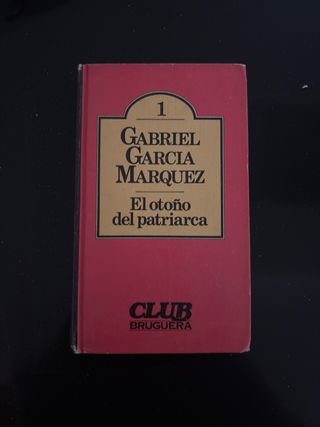 1
GABRIEL
GARCIA
MARQUEZ
El otoño
del patriarca
CLUB
BRUGUERA